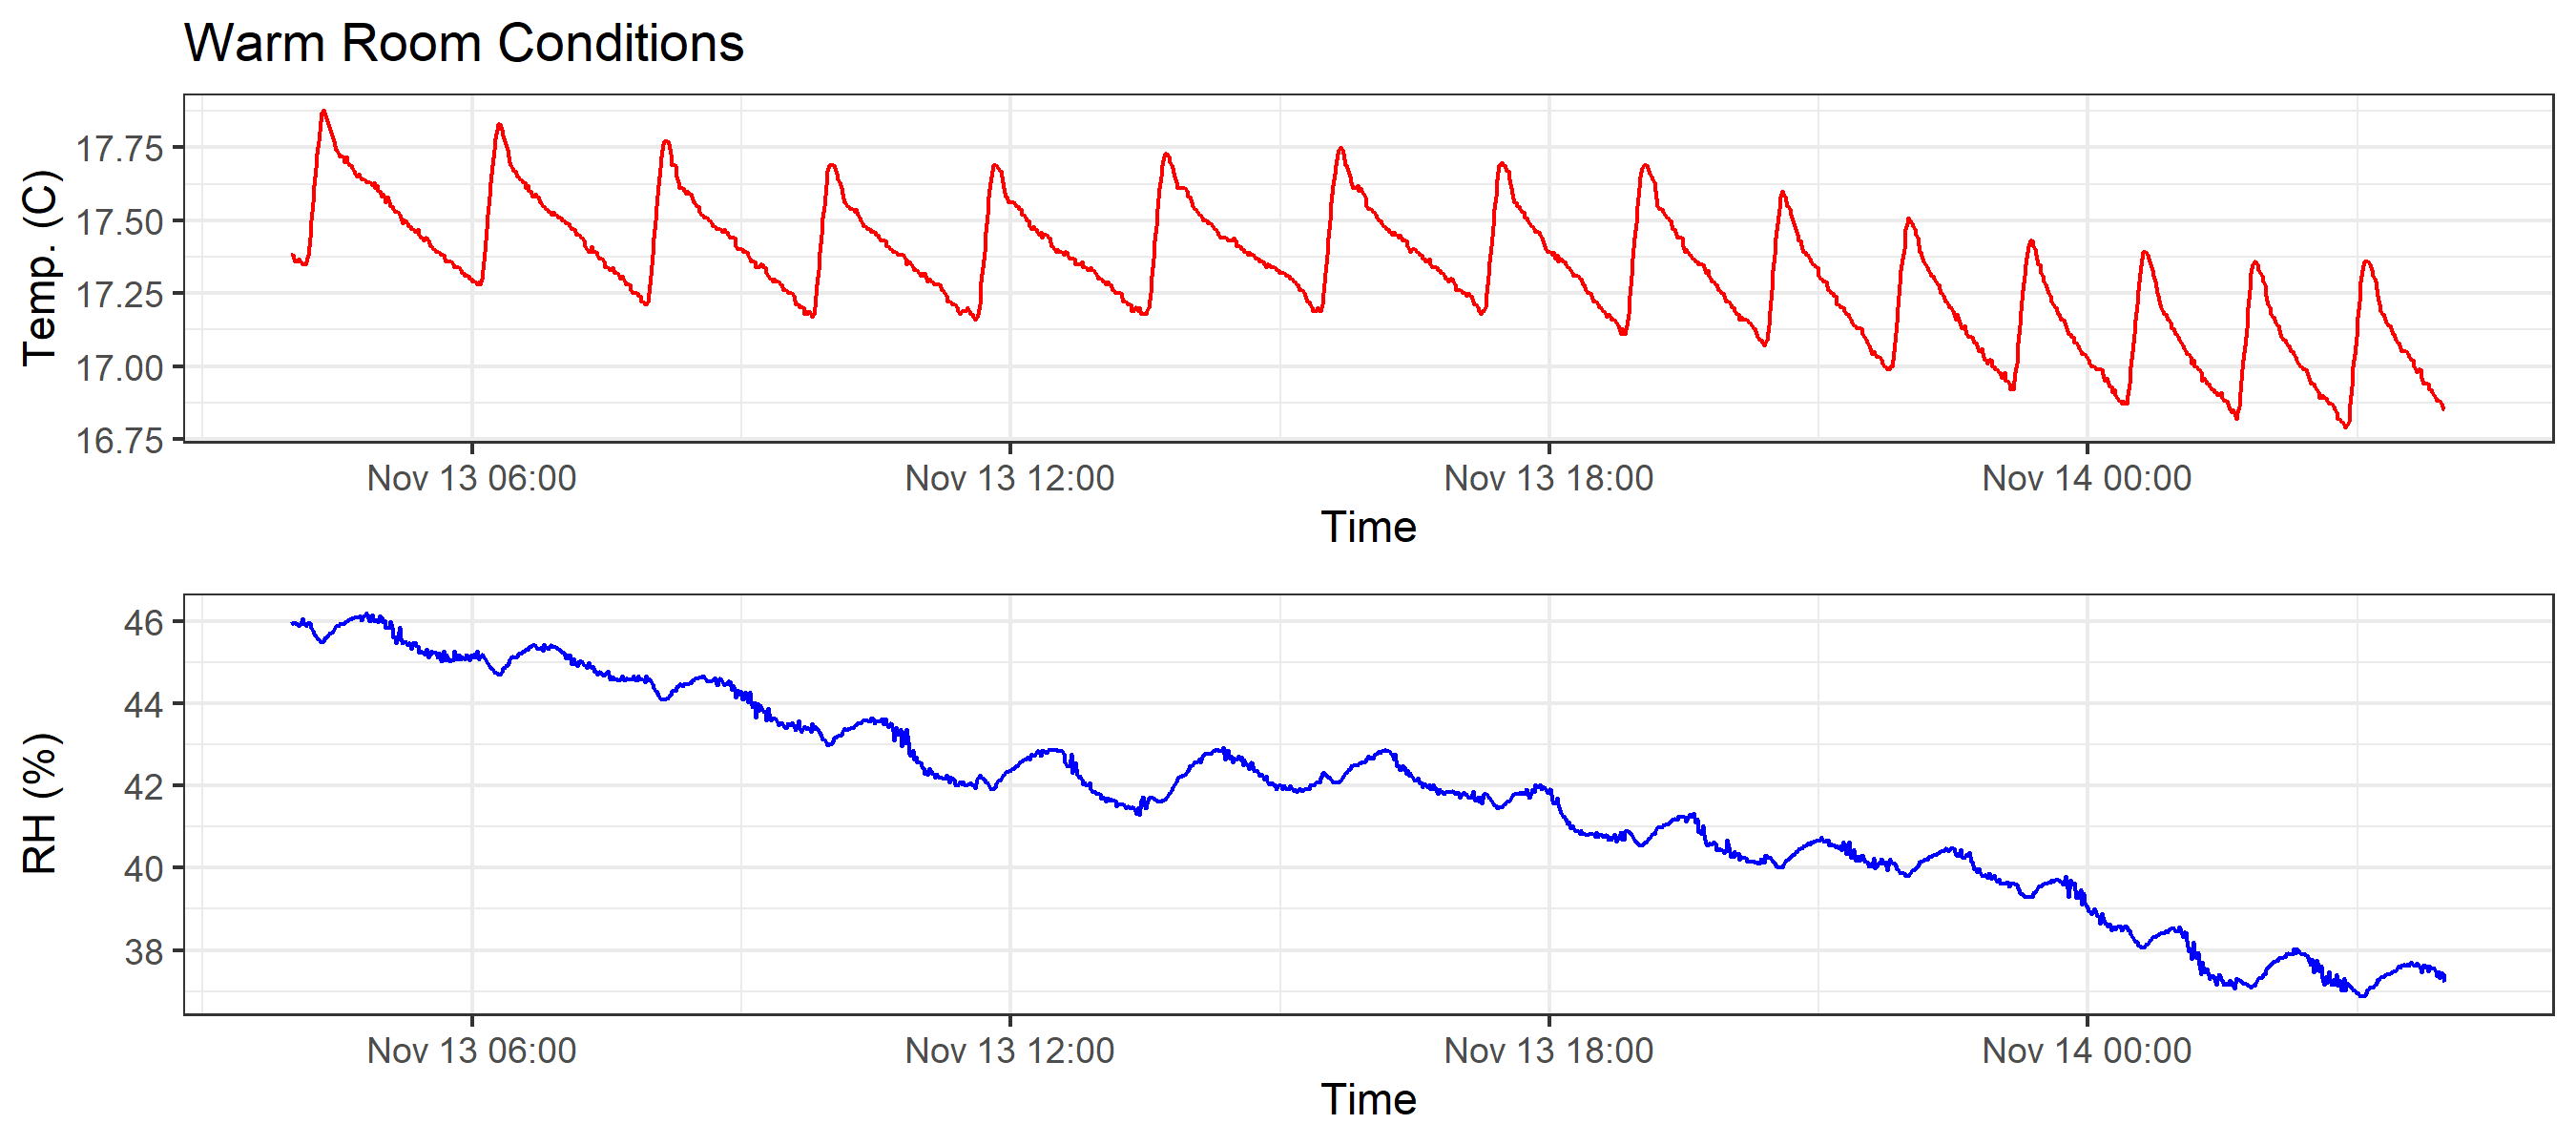 Warm Room Conditions
Temp. (C)
17.75
17.50
17.25
17.00
16.75
Nov 13 06:00 Nov 13 12:00 Nov 13 18:00 Nov 14 00:00
Time
RH (%)
46
44
42
40
38
Nov 13 06:00 Nov 13 12:00 Nov 13 18:00 Nov 14 00:00
Time